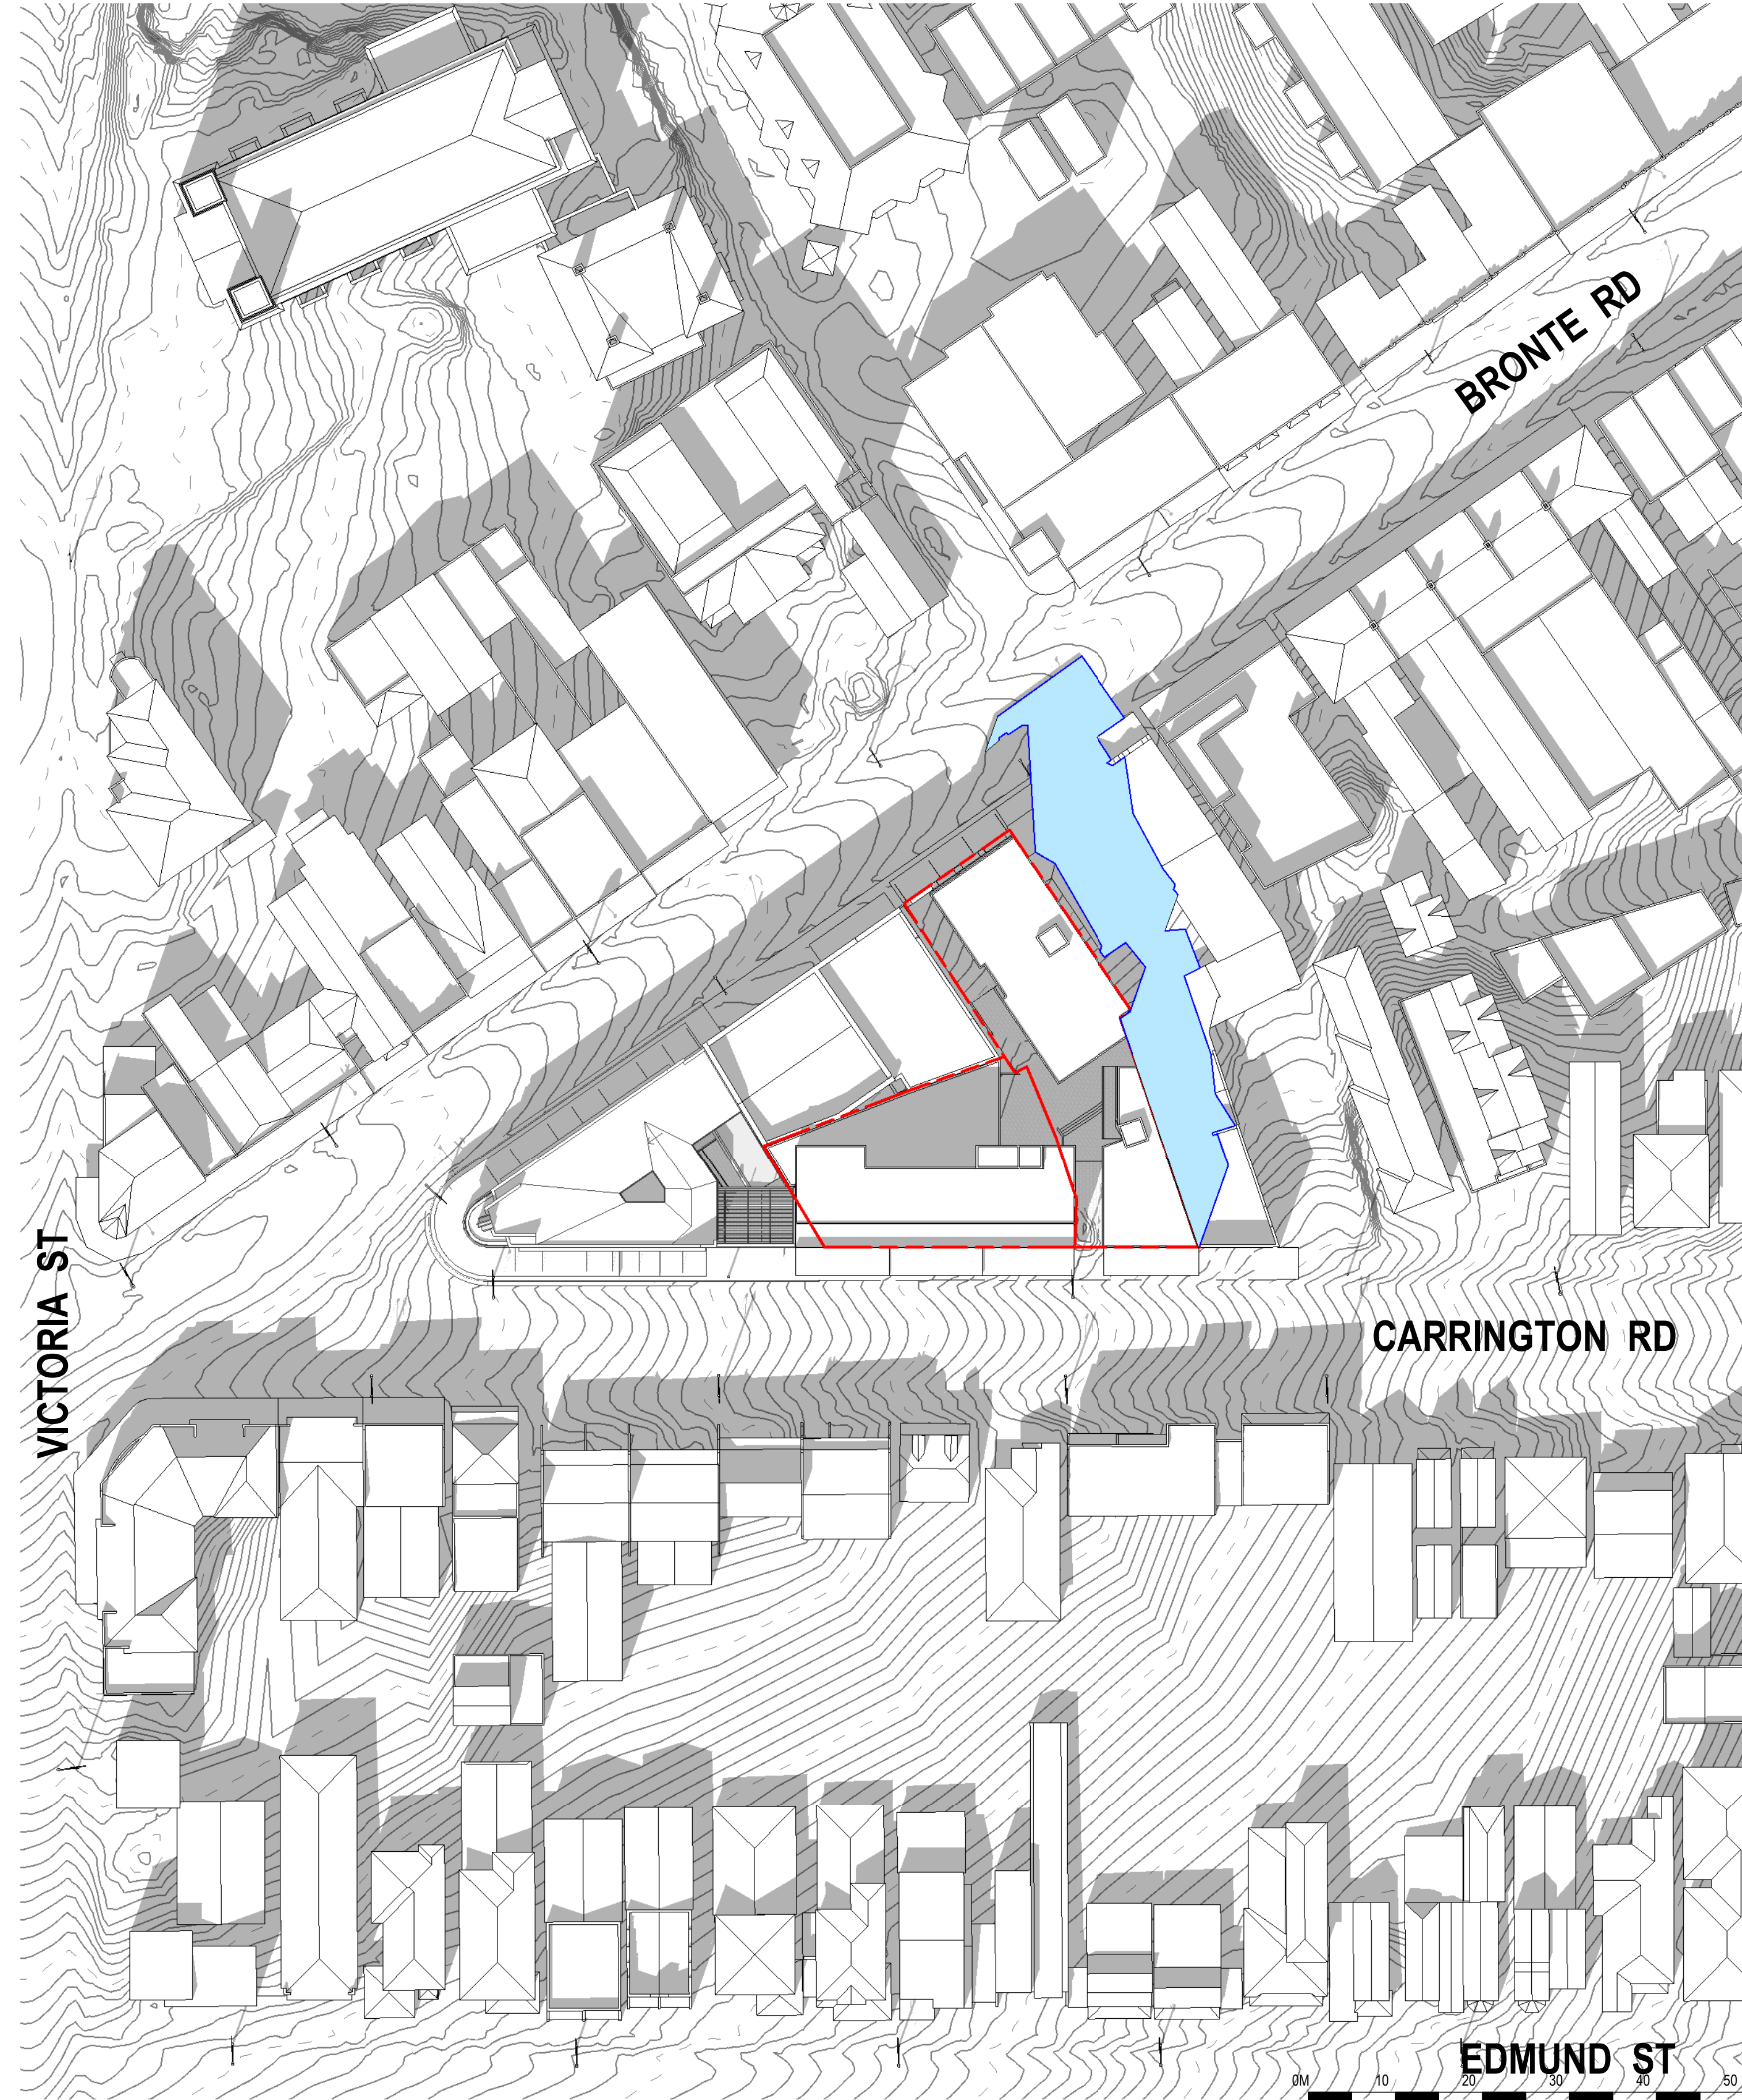 BRONTE RD
VICTORIA ST
CARRINGTON RD
EDMUND ST
0M 10 20 30 40 50